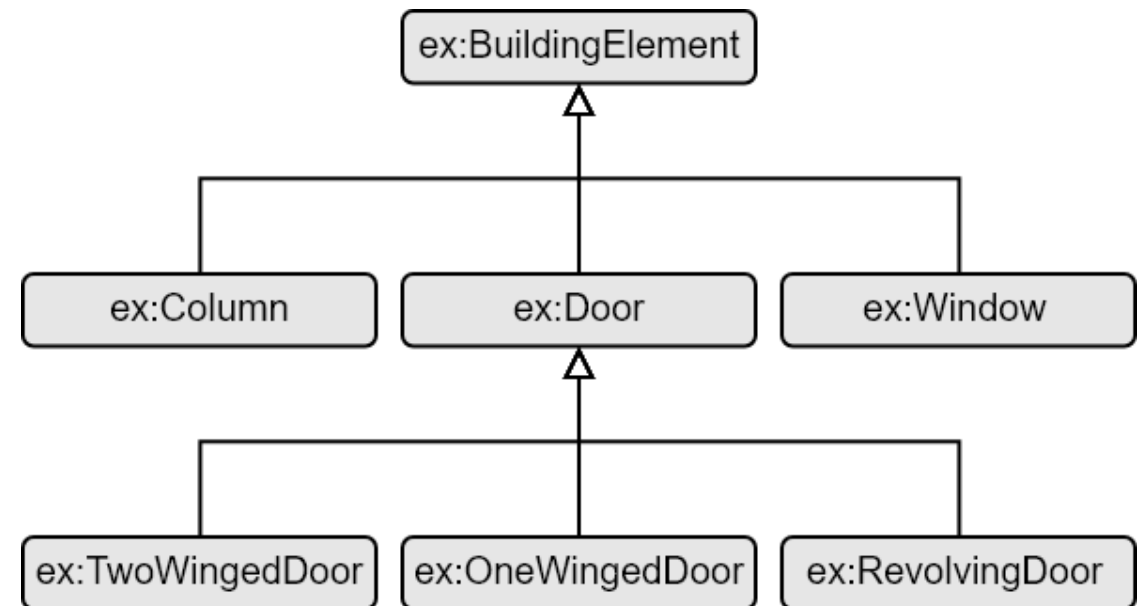 ex:BuildingElement
ex:Column
ex:Door
ex:Window
ex:TwoWingedDoor
ex:OneWingedDoor
ex:RevolvingDoor